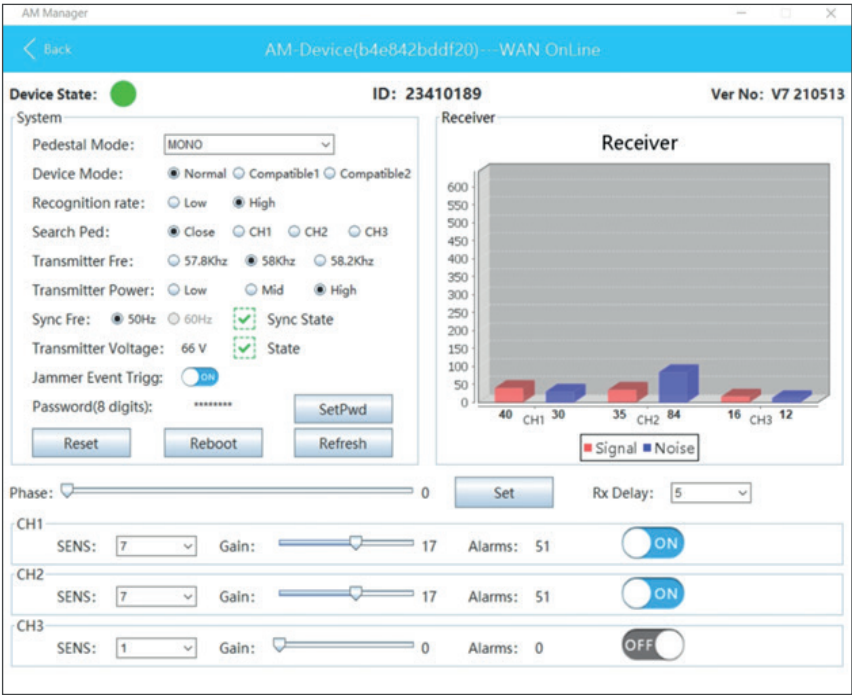 AM Manager
Back AM-Device(b4e842bddf20)---WAN OnLine
Device State: ID: 23410189 Ver No: V7 210513
System
Pedestal Mode: MONO
Device Mode: Normal Compatible1 Compatible2
Recognition rate: Low High
Search Ped: Close CH1 CH2 CH3
Transmitter Fre: 57.8Khz 58Khz 58.2Khz
Transmitter Power: Low Mid High
Sync Fre: 50Hz 60Hz Sync State
Transmitter Voltage: 66 V State
Jammer Event Trigg: ON
Password(8 digits): ******** SetPwd
Reset Reboot Refresh
Receiver
Receiver
600
550
500
450
400
350
300
250
200
150
100
50
0
40 CH1 30 35 CH2 84 16 CH3 12
Signal Noise
Phase: 0 Set Rx Delay: 5
CH1
SENS: 7 Gain: 17 Alarms: 51 ON
CH2
SENS: 7 Gain: 17 Alarms: 51 ON
CH3
SENS: 1 Gain: 0 Alarms: 0 OFF